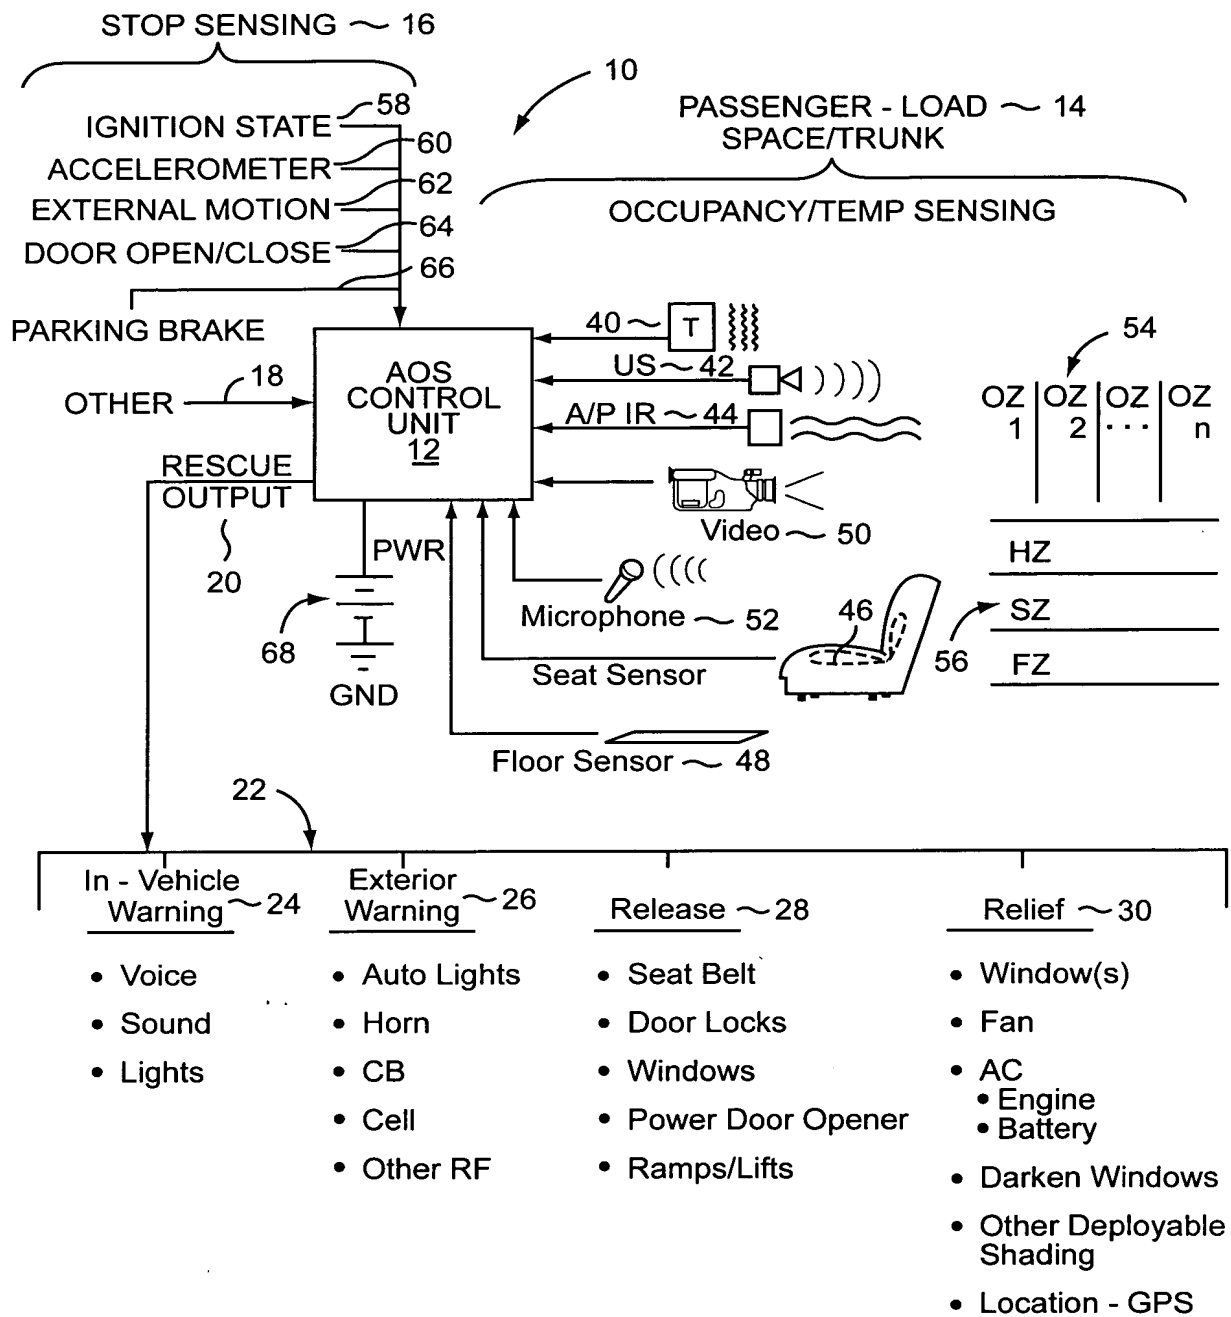 STOP SENSING ~ 16
10
PASSENGER - LOAD ~ 14
SPACE/TRUNK
OCCUPANCY/TEMP SENSING
IGNITION STATE 58
ACCELEROMETER 60
EXTERNAL MOTION 62
DOOR OPEN/CLOSE 64
66
PARKING BRAKE
OTHER 18
AOS
CONTROL
UNIT
12
40 ~ T
US ~ 42
A/P IR ~ 44
Video ~ 50
Microphone ~ 52
46
Seat Sensor
Floor Sensor ~ 48
54
OZ OZ OZ OZ
1 2 ... n
HZ
56 SZ
FZ
RESCUE
OUTPUT
20
PWR
68
GND
22
In - Vehicle
Warning ~ 24
• Voice
• Sound
• Lights
Exterior
Warning ~ 26
• Auto Lights
• Horn
• CB
• Cell
• Other RF
Release ~ 28
• Seat Belt
• Door Locks
• Windows
• Power Door Opener
• Ramps/Lifts
Relief ~ 30
• Window(s)
• Fan
• AC
• Engine
• Battery
• Darken Windows
• Other Deployable
Shading
• Location - GPS